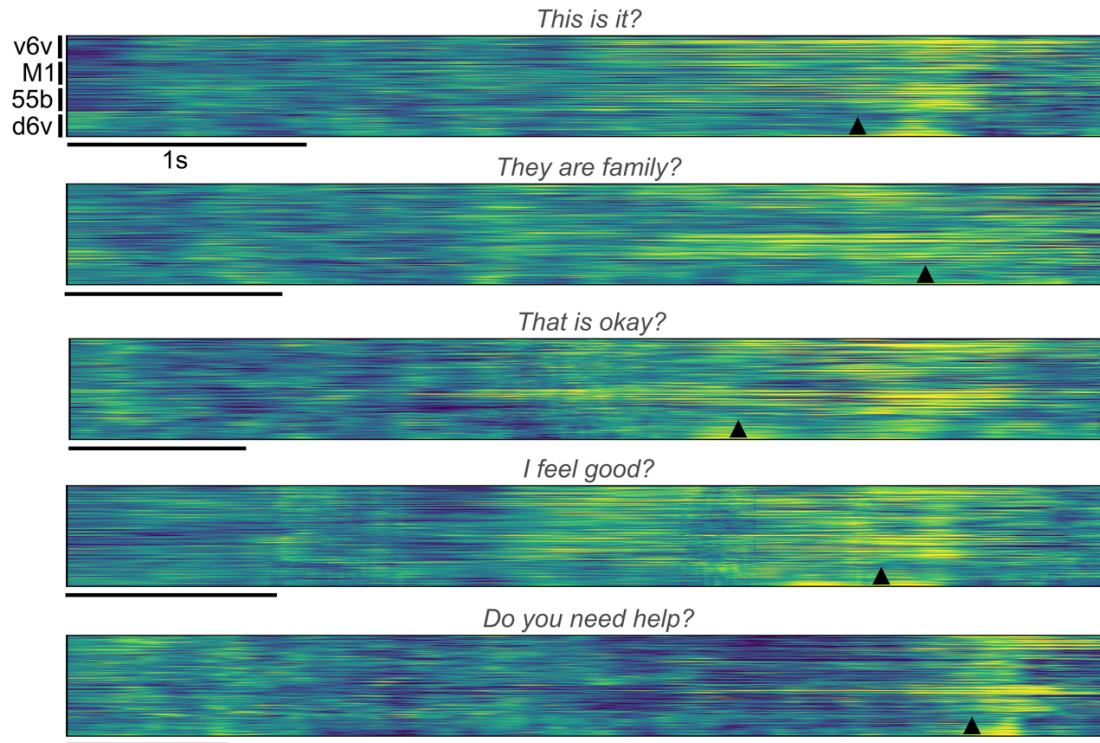 This is it?
v6v
M1
55b
d6v
1s
They are family?
That is okay?
I feel good?
Do you need help?